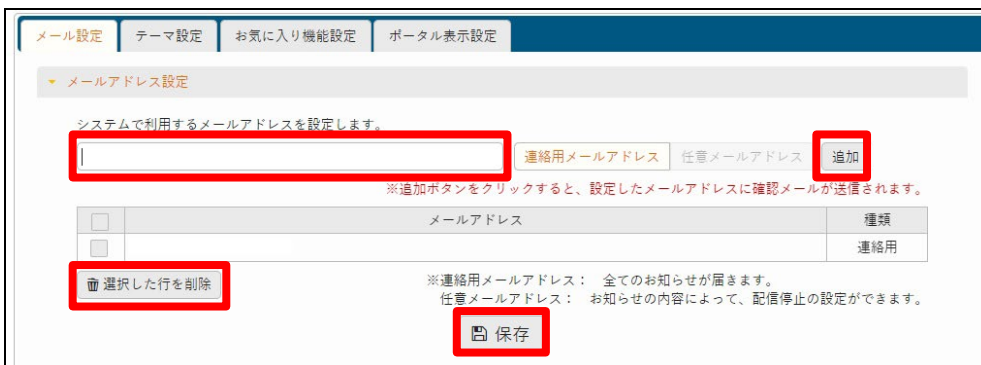 メール設定 テーマ設定 お気に入り機能設定 ポータル表示設定
メールアドレス設定
システムで利用するメールアドレスを設定します。
連絡用メールアドレス 任意メールアドレス 追加
※追加ボタンをクリックすると、設定したメールアドレスに確認メールが送信されます。
メールアドレス 種類
連絡用
選択した行を削除
※連絡用メールアドレス： 全てのお知らせが届きます。
任意メールアドレス： お知らせの内容によって、配信停止の設定ができます。
保存